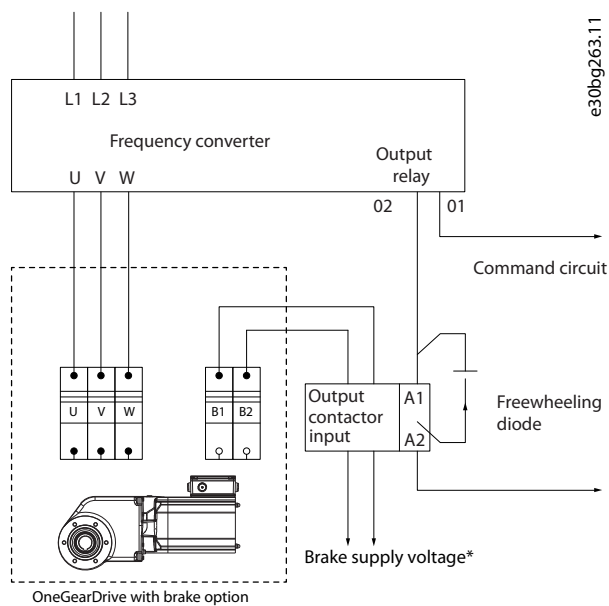 e30bg263.11
L1 L2 L3
Frequency converter
Output
relay
U V W
02 01
Command circuit
U V W
B1 B2
Output
contactor
input
A1
A2
Freewheeling
diode
Brake supply voltage*
OneGearDrive with brake option